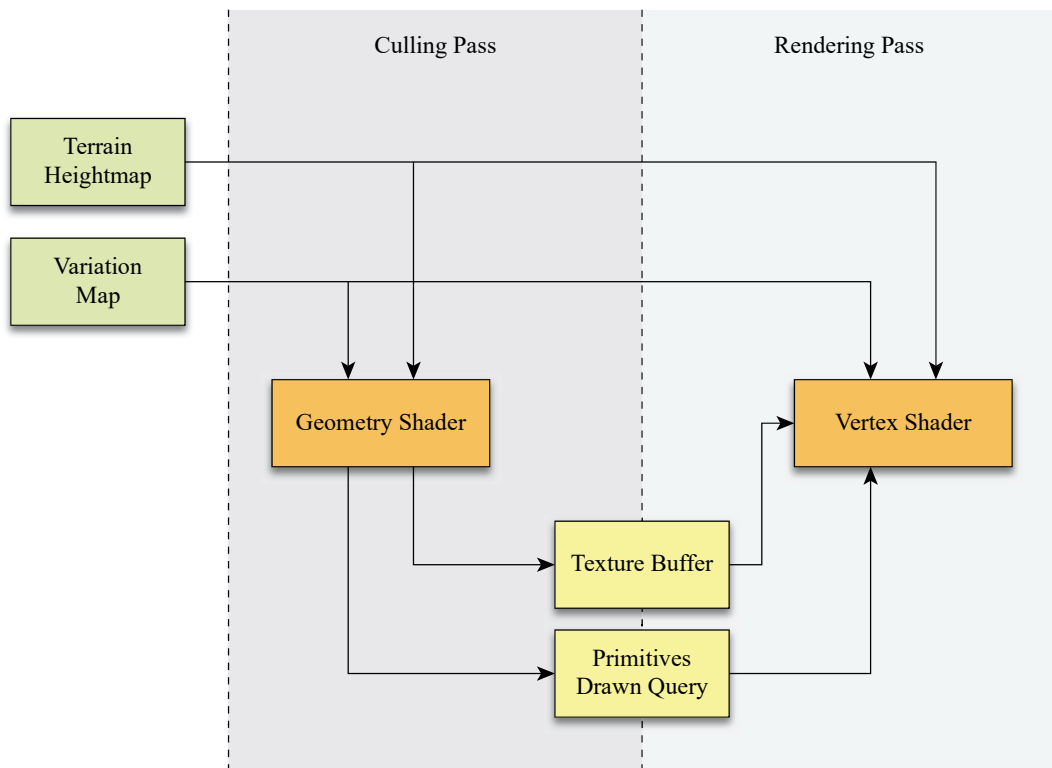 Culling Pass
Rendering Pass
Terrain
Heightmap
Variation
Map
Geometry Shader
Vertex Shader
Texture Buffer
Primitives
Drawn Query